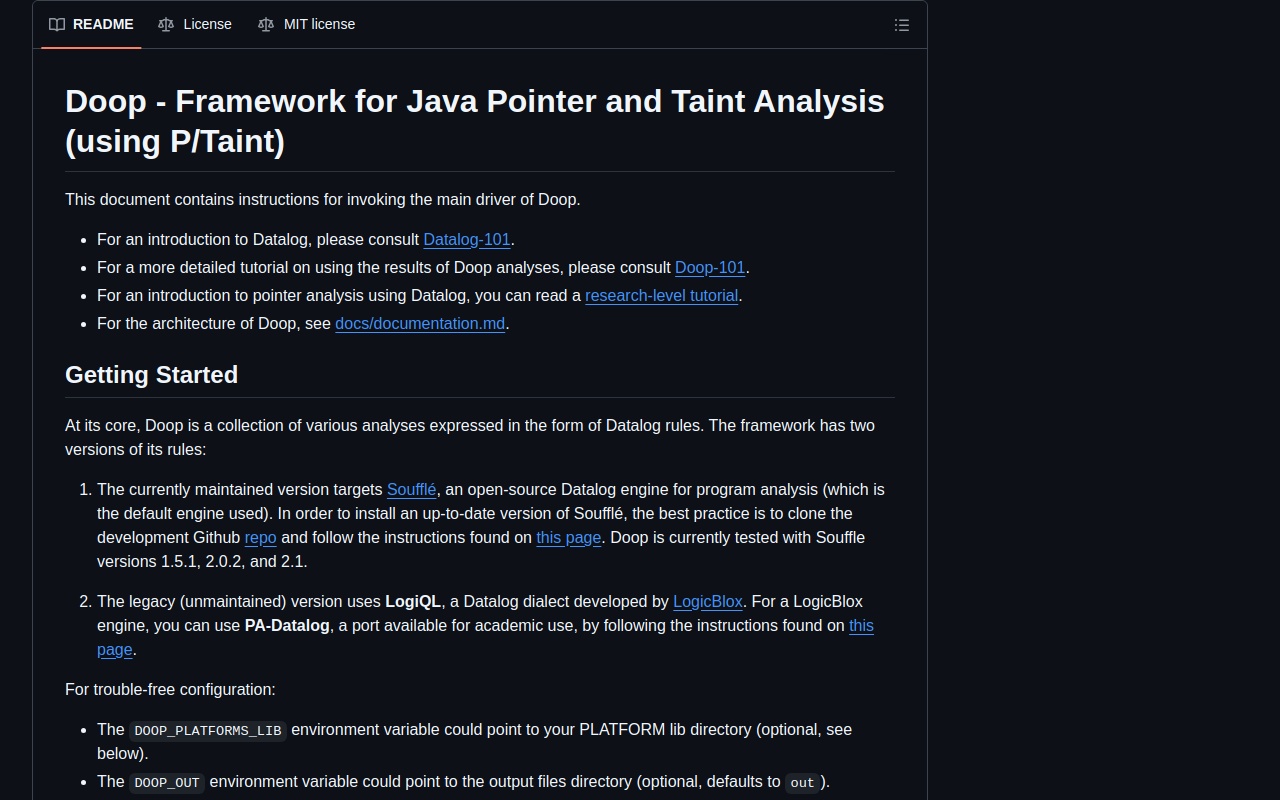 README License MIT license
Doop - Framework for Java Pointer and Taint Analysis
(using P/Taint)
This document contains instructions for invoking the main driver of Doop.
• For an introduction to Datalog, please consult Datalog-101.
• For a more detailed tutorial on using the results of Doop analyses, please consult Doop-101.
• For an introduction to pointer analysis using Datalog, you can read a research-level tutorial.
• For the architecture of Doop, see docs/documentation.md.
Getting Started
At its core, Doop is a collection of various analyses expressed in the form of Datalog rules. The framework has two
versions of its rules:
1. The currently maintained version targets Soufflé, an open-source Datalog engine for program analysis (which is
the default engine used). In order to install an up-to-date version of Soufflé, the best practice is to clone the
development Github repo and follow the instructions found on this page. Doop is currently tested with Souffle
versions 1.5.1, 2.0.2, and 2.1.
2. The legacy (unmaintained) version uses LogiQL, a Datalog dialect developed by LogicBlox. For a LogicBlox
engine, you can use PA-Datalog, a port available for academic use, by following the instructions found on this
page.
For trouble-free configuration:
• The DOOP_PLATFORMS_LIB environment variable could point to your PLATFORM lib directory (optional, see
below).
• The DOOP_OUT environment variable could point to the output files directory (optional, defaults to out).